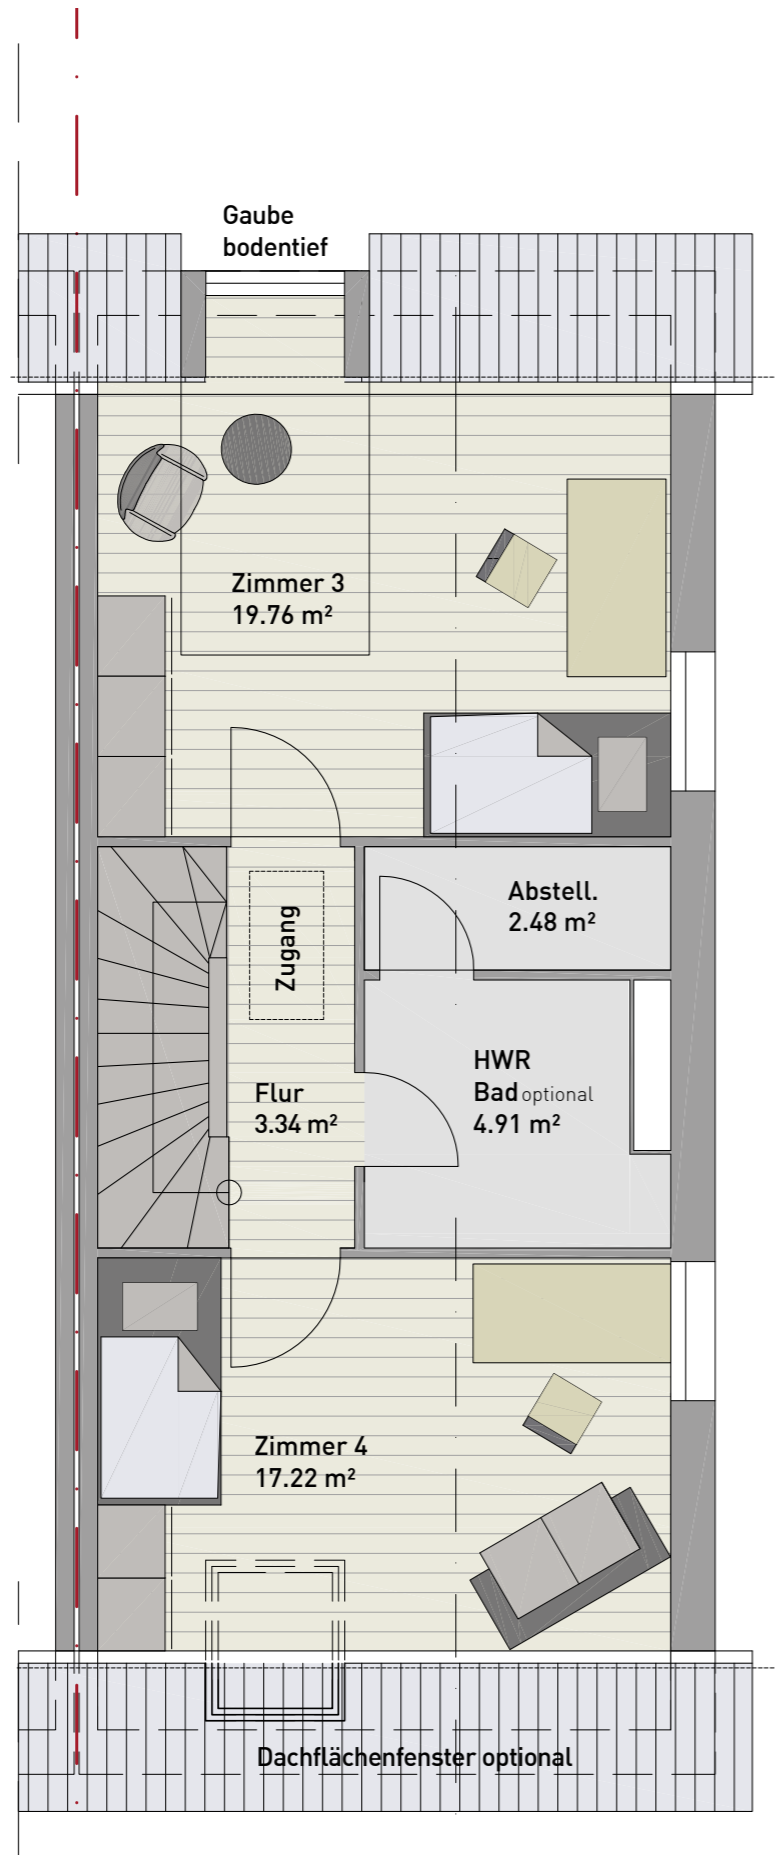 Gaube
bodentief
Zimmer 3
19.76 m²
Abstell.
2.48 m²
Zugang
HWR
Bad optional
4.91 m²
Flur
3.34 m²
Zimmer 4
17.22 m²
Dachflächenfenster optional